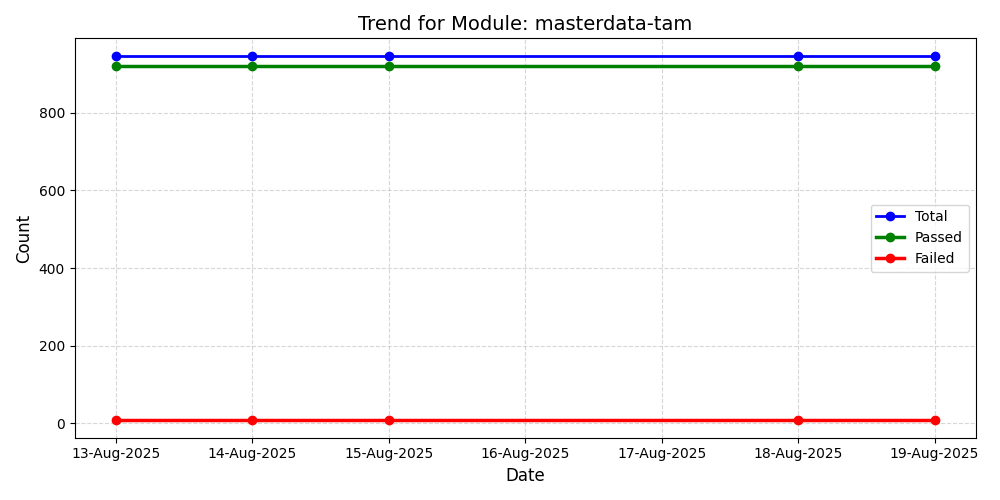 Trend for Module: masterdata-tam
Count
800
600
400
200
0
Total
Passed
Failed
13-Aug-2025 14-Aug-2025 15-Aug-2025 16-Aug-2025 17-Aug-2025 18-Aug-2025 19-Aug-2025
Date